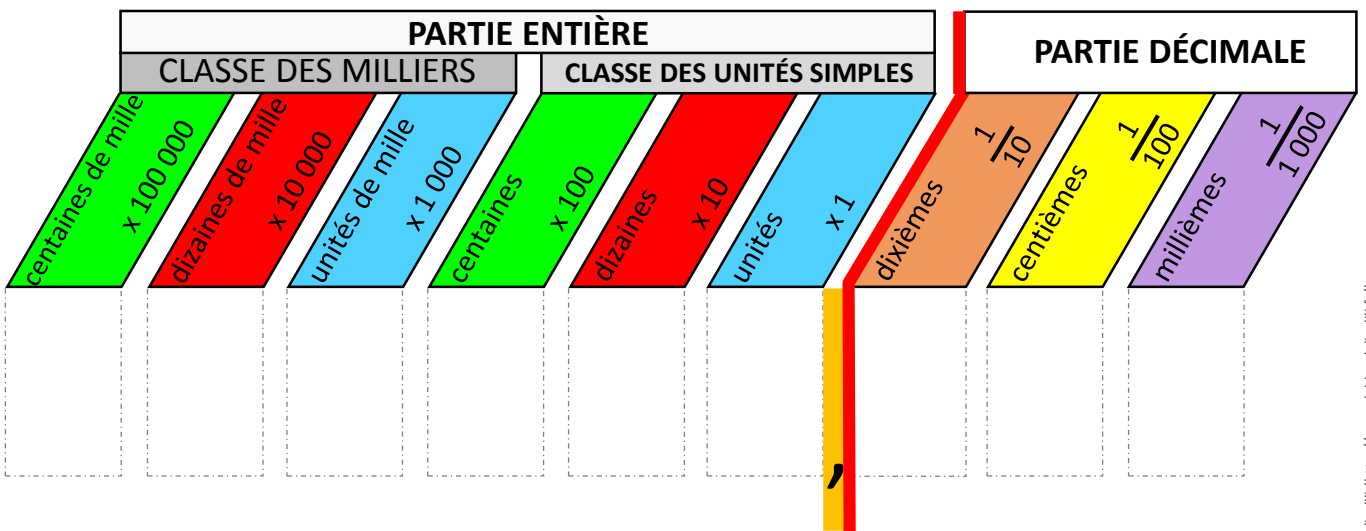 PARTIE ENTIÈRE
PARTIE DÉCIMALE
CLASSE DES MILLIERS
CLASSE DES UNITÉS SIMPLES
centaines de mille
x 100 000
dizaines de mille
x 10 000
unités de mille
x 1 000
centaines
x 100
dizaines
x 10
unités
x 1
dixièmes
1
10
centièmes
1
100
millièmes
1
1 000
,